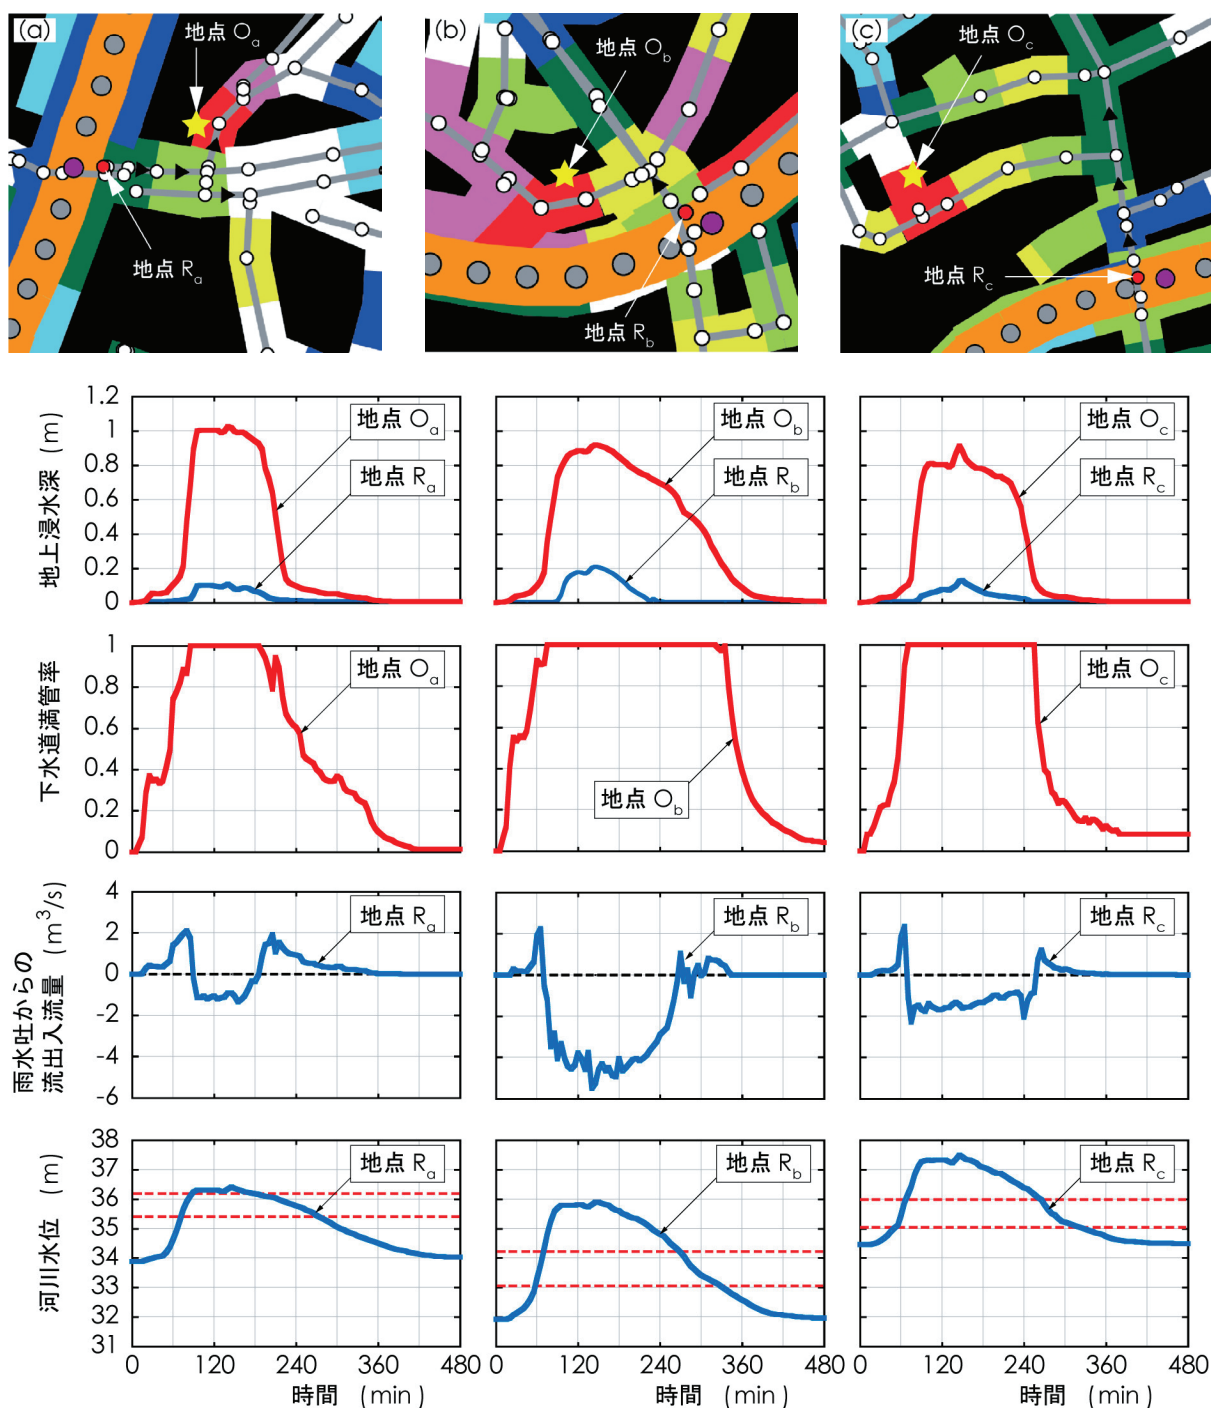 (a)
地点 Oa
地点 Ra
(b)
地点 Ob
地点 Rb
(c)
地点 Oc
地点 Rc
地上浸水深 (m)
1.2
1
0.8
0.6
0.4
0.2
0
地点 Oa
地点 Ra
地点 Ob
地点 Rb
地点 Oc
地点 Rc
下水道満管率
1
0.8
0.6
0.4
0.2
0
地点 Oa
地点 Ob
地点 Oc
雨水吐からの
流出入流量 (m³/s)
4
2
0
-2
-4
-6
地点 Ra
地点 Rb
地点 Rc
河川水位 (m)
38
37
36
35
34
33
32
31
地点 Ra
地点 Rb
地点 Rc
0 120 240 360 480
時間 (min)
0 120 240 360 480
時間 (min)
0 120 240 360 480
時間 (min)